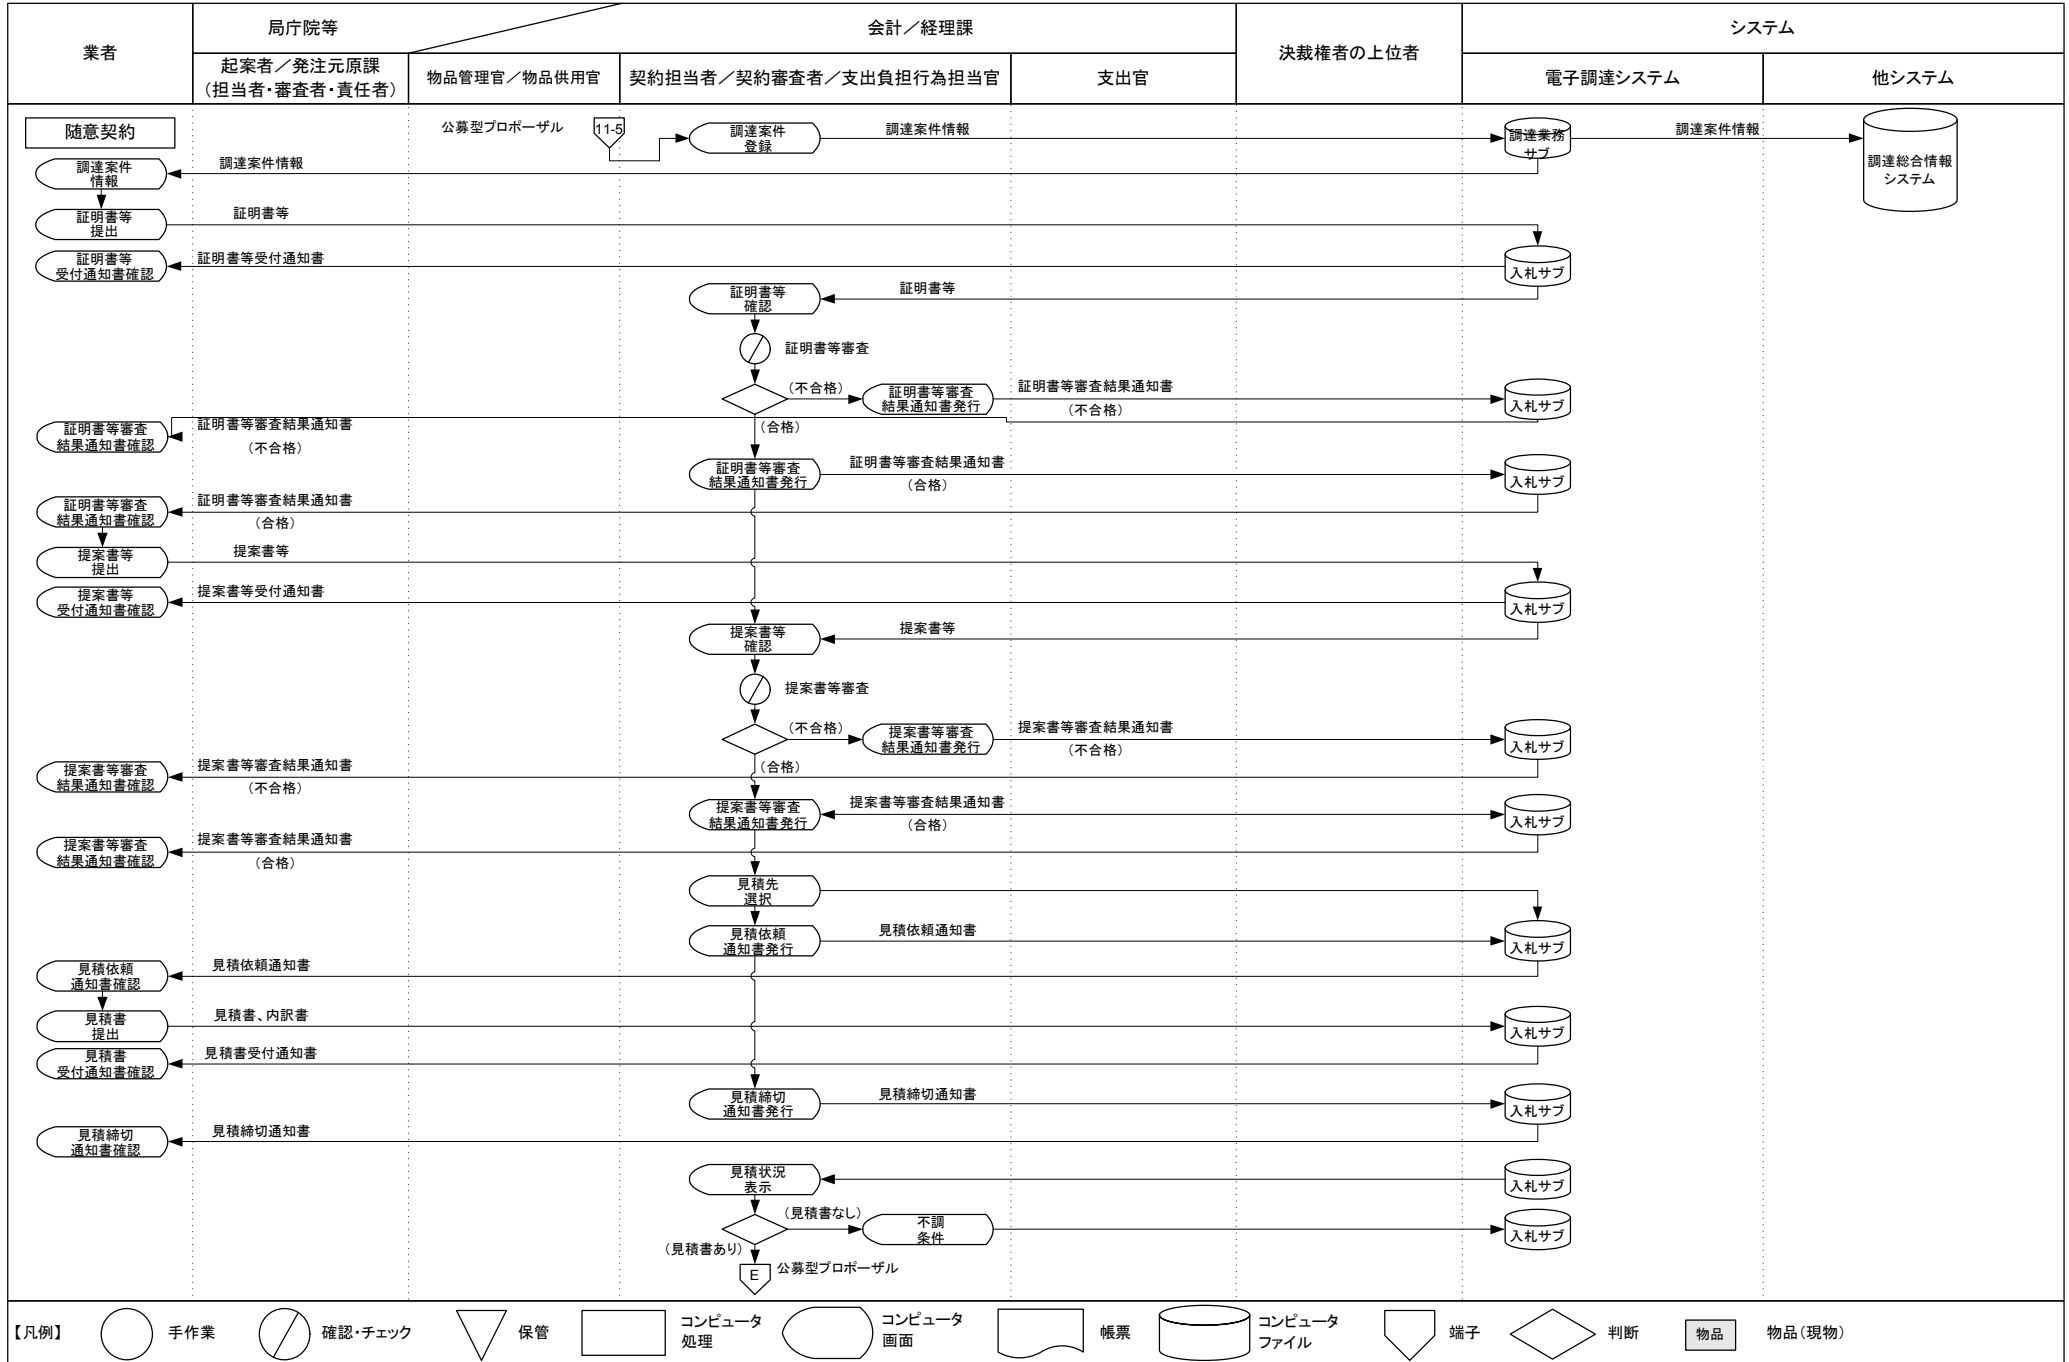 業者
局庁院等
会計／経理課
決裁権者の上位者
システム
起案者／発注元原課
（担当者・審査者・責任者）
物品管理官／物品供用官
契約担当者／契約審査者／支出負担行為担当官
支出官
電子調達システム
他システム
随意契約
公募型プロポーザル
11-5
調達案件
登録
調達案件情報
調達業務
サブ
調達案件情報
調達総合情報
システム
調達案件
情報
調達案件情報
証明書等
提出
証明書等
証明書等
受付通知書確認
証明書等受付通知書
入札サブ
証明書等
確認
証明書等
証明書等審査
（不合格）
証明書等審査
結果通知書発行
証明書等審査結果通知書
（不合格）
入札サブ
証明書等審査
結果通知書確認
証明書等審査結果通知書
（不合格）
（合格）
証明書等審査
結果通知書発行
証明書等審査結果通知書
（合格）
入札サブ
証明書等審査
結果通知書確認
証明書等審査結果通知書
（合格）
提案書等
提出
提案書等
提案書等
受付通知書確認
提案書等受付通知書
入札サブ
提案書等
確認
提案書等
提案書等審査
（不合格）
提案書等審査
結果通知書発行
提案書等審査結果通知書
（不合格）
入札サブ
提案書等審査
結果通知書確認
提案書等審査結果通知書
（不合格）
（合格）
提案書等審査
結果通知書発行
提案書等審査結果通知書
（合格）
入札サブ
提案書等審査
結果通知書確認
提案書等審査結果通知書
（合格）
見積先
選択
見積依頼
通知書発行
見積依頼通知書
入札サブ
見積依頼
通知書確認
見積依頼通知書
見積書
提出
見積書、内訳書
入札サブ
見積書
受付通知書確認
見積書受付通知書
見積締切
通知書発行
見積締切通知書
入札サブ
見積締切
通知書確認
見積締切通知書
見積状況
表示
入札サブ
（見積書なし）
不調
条件
入札サブ
（見積書あり）
E
公募型プロポーザル
【凡例】
手作業
確認・チェック
保管
コンピュータ
処理
コンピュータ
画面
帳票
コンピュータ
ファイル
端子
判断
物品
物品（現物）